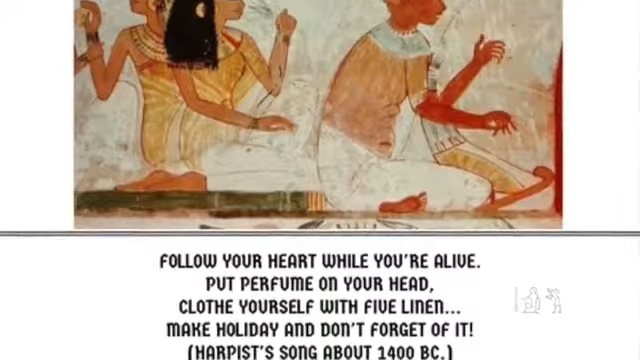 FOLLOW YOUR HEART WHILE YOU'RE ALIVE.
PUT PERFUME ON YOUR HEAD,
CLOTHE YOURSELF WITH FIVE LINEN...
MAKE HOLIDAY AND DON'T FORGET OF IT!
(HARPIST'S SONG ABOUT 1400 BC.)